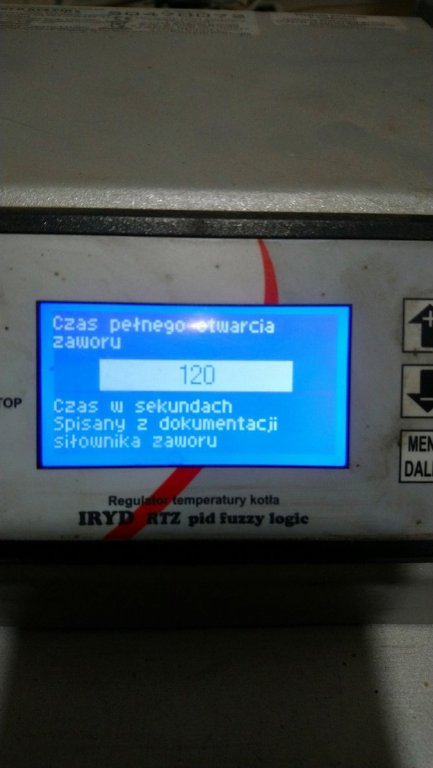 Czas pełnego otwarcia
zaworu
120
Czas w sekundach
Spisany z dokumentacji
siłownika zaworu
TOP
MEN
DAL
Regulator temperatury kotła
IRYD RTZ pid fuzzy logic